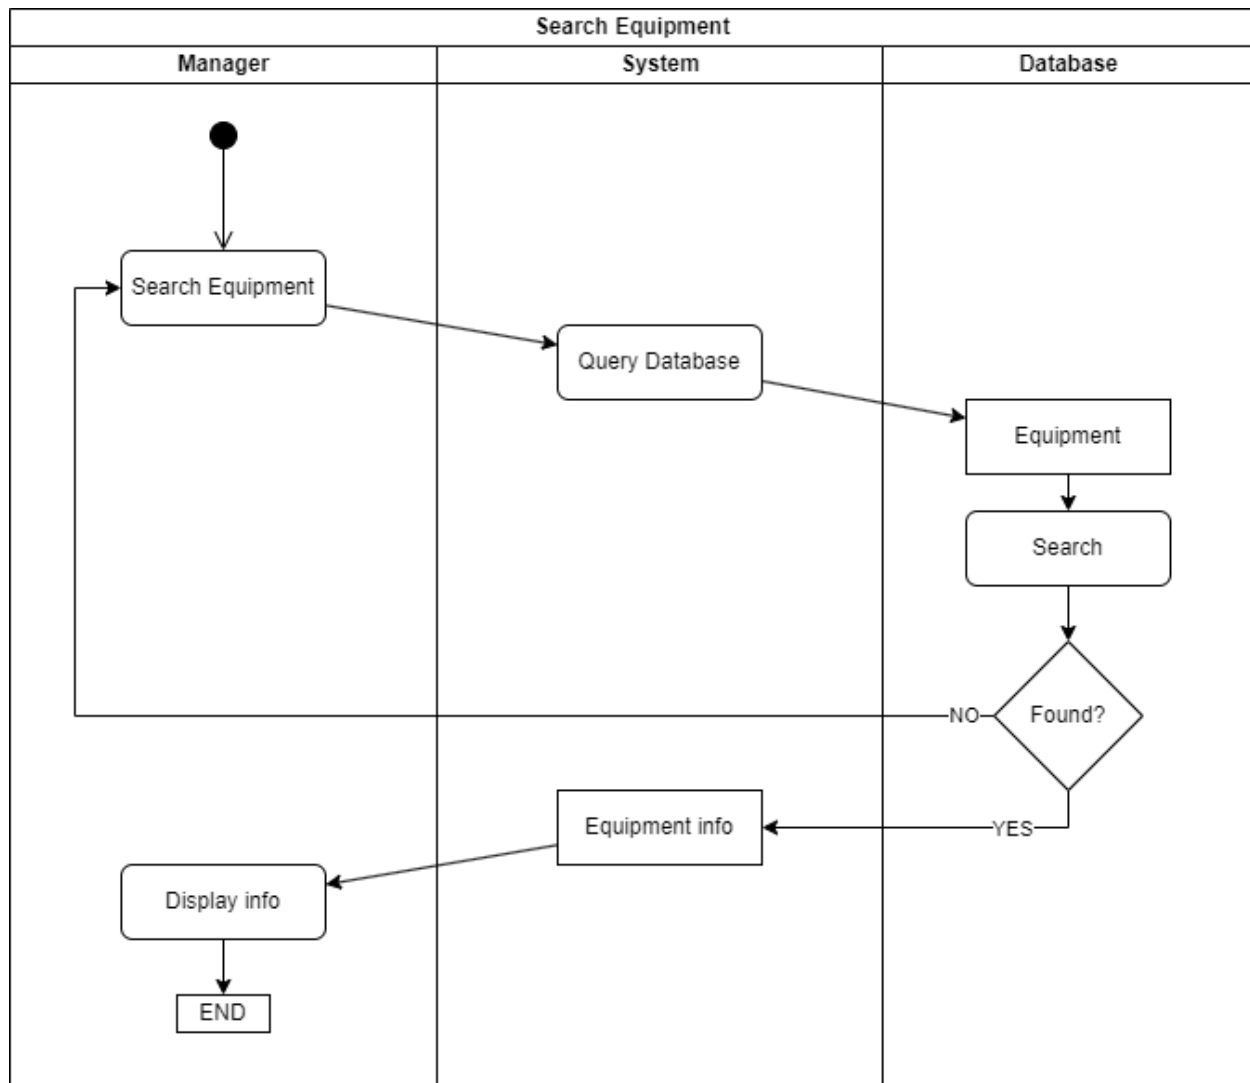 Search Equipment
Manager
System
Database
Search Equipment
Query Database
Equipment
Search
Found?
NO
YES
Equipment info
Display info
END